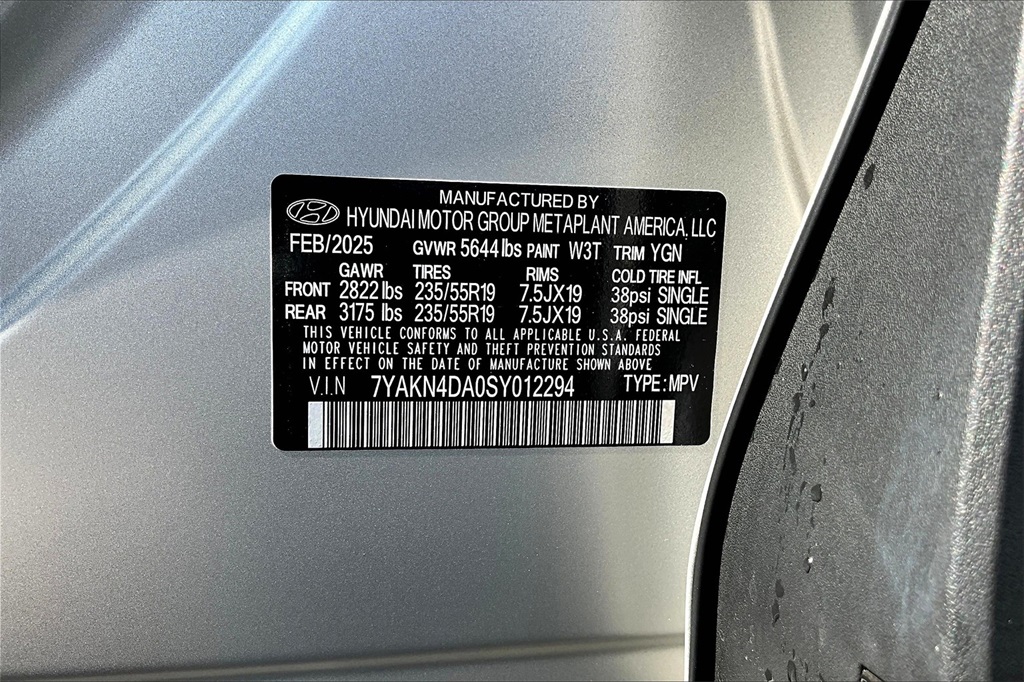 MANUFACTURED BY
HYUNDAI MOTOR GROUP METAPLANT AMERICA, LLC
FEB/2025 GVWR 5644 lbs PAINT W3T TRIM YGN
GAWR TIRES RIMS COLD TIRE INFL
FRONT 2822 lbs 235/55R19 7.5JX19 38psi SINGLE
REAR 3175 lbs 235/55R19 7.5JX19 38psi SINGLE
THIS VEHICLE CONFORMS TO ALL APPLICABLE U.S.A. FEDERAL
MOTOR VEHICLE SAFETY AND THEFT PREVENTION STANDARDS
IN EFFECT ON THE DATE OF MANUFACTURE SHOWN ABOVE
V.I.N 7YAKN4DA0SY012294 TYPE : MPV